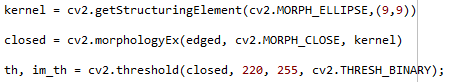 kernel = cv2.getStructuringElement(cv2.MORPH_ELLIPSE,(9,9))
closed = cv2.morphologyEx(edged, cv2.MORPH_CLOSE, kernel)
th, im_th = cv2.threshold(closed, 220, 255, cv2.THRESH_BINARY);